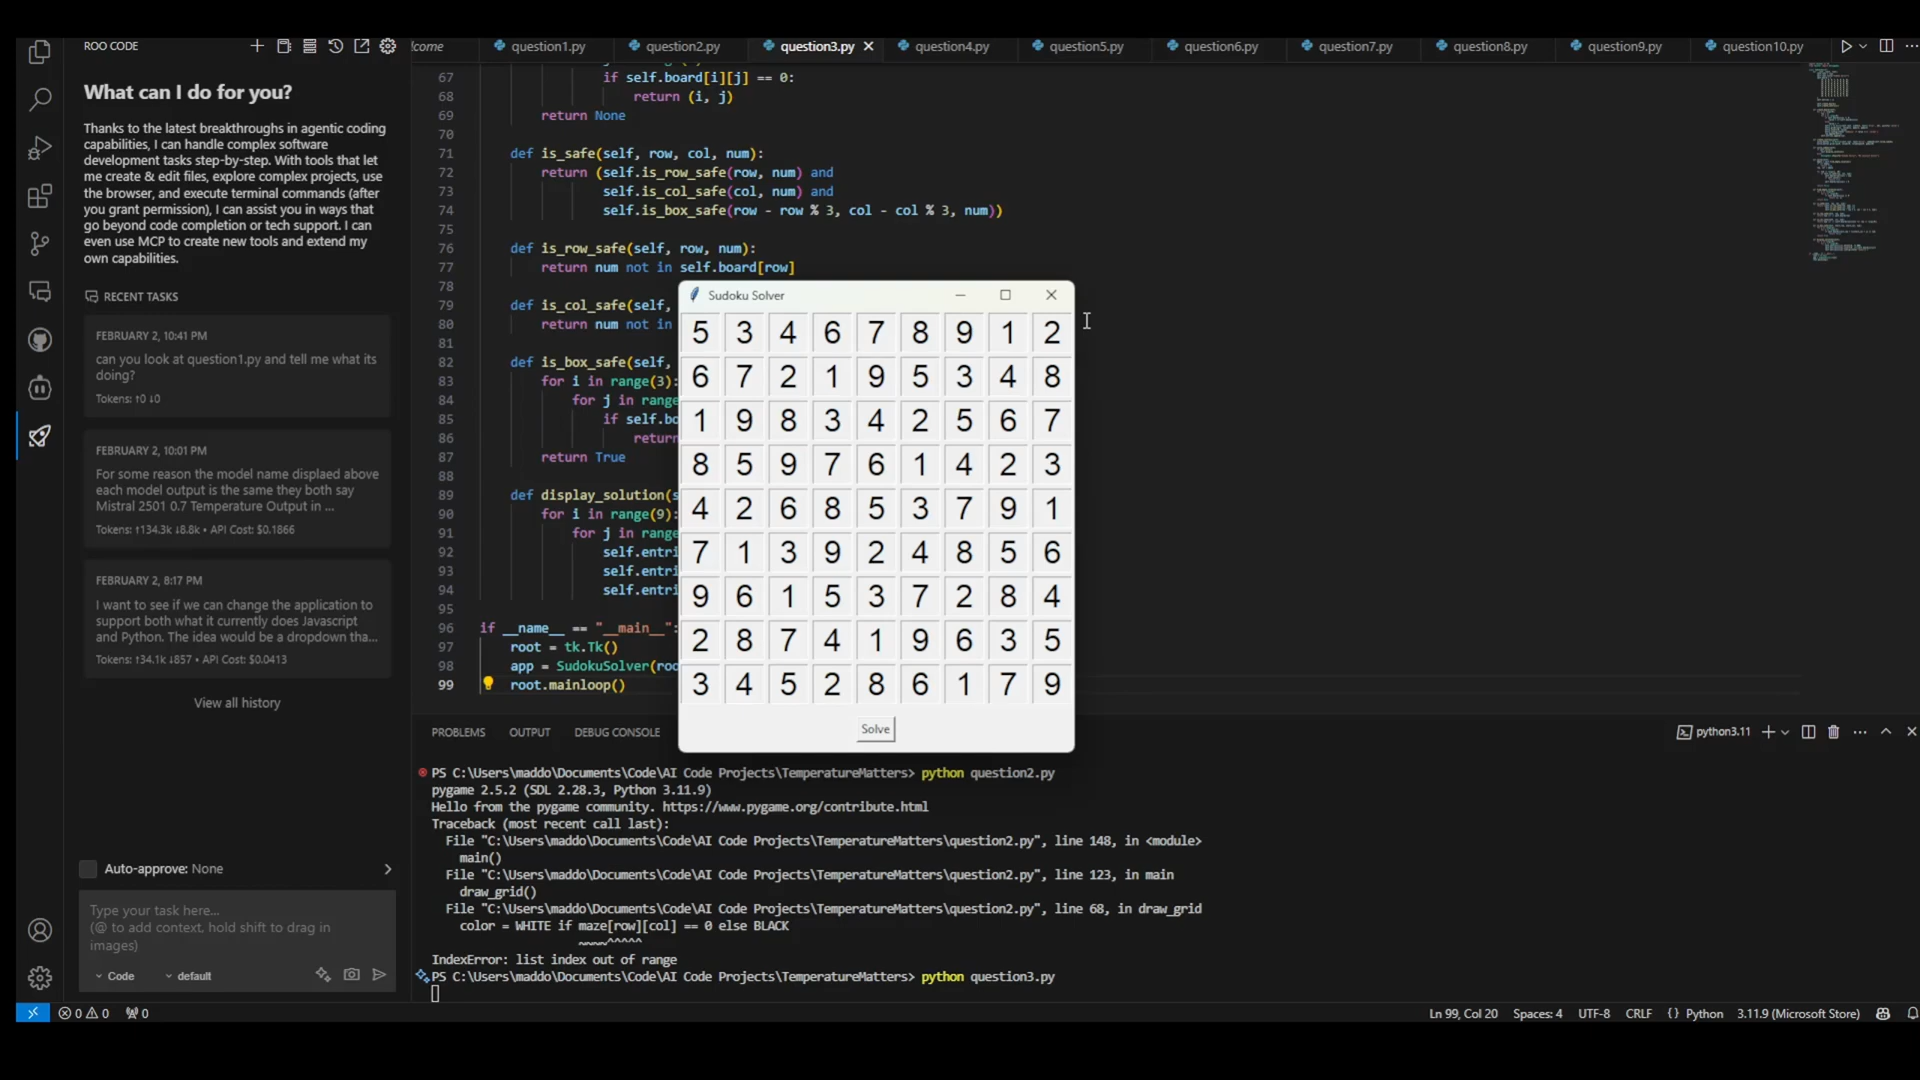 ROO CODE
What can I do for you?
Thanks to the latest breakthroughs in agentic coding
capabilities, I can handle complex software
development tasks step-by-step. With tools that let
me create & edit files, explore complex projects, use
the browser, and execute terminal commands (after
you grant permission), I can assist you in ways that
go beyond code completion or tech support. I can
even use MCP to create new tools and extend my
own capabilities.
RECENT TASKS
FEBRUARY 2, 10:41 PM
can you look at question1.py and tell me what its
doing?
Tokens: ↑0 ↓0
FEBRUARY 2, 10:01 PM
For some reason the model name displaed above
each model output is the same they both say
Mistral 2501 0.7 Temperature Output in ...
Tokens: ↑134.3k ↓8.8k • API Cost: $0.1866
FEBRUARY 2, 8:17 PM
I want to see if we can change the application to
support both what it currently does Javascript
and Python. The idea would be a dropdown tha...
Tokens: ↑34.1k ↓857 • API Cost: $0.0413
View all history
Auto-approve: None
Type your task here...
(@ to add context, hold shift to drag in
images)
Code default
lcome question1.py question2.py question3.py question4.py question5.py question6.py question7.py question8.py question9.py question10.py
67 if self.board[i][j] == 0:
68 return (i, j)
69 return None
70
71 def is_safe(self, row, col, num):
72 return (self.is_row_safe(row, num) and
73 self.is_col_safe(col, num) and
74 self.is_box_safe(row - row % 3, col - col % 3, num))
75
76 def is_row_safe(self, row, num):
77 return num not in self.board[row]
78
79 def is_col_safe(self,
80 return num not in
81
82 def is_box_safe(self,
83 for i in range(3):
84 for j in range
85 if self.bo
86 return
87 return True
88
89 def display_solution(s
90 for i in range(9):
91 for j in range
92 self.entri
93 self.entri
94 self.entri
95
96 if __name__ == "__main__":
97 root = tk.Tk()
98 app = SudokuSolver(roo
99 root.mainloop()
Sudoku Solver
5 3 4 6 7 8 9 1 2
6 7 2 1 9 5 3 4 8
1 9 8 3 4 2 5 6 7
8 5 9 7 6 1 4 2 3
4 2 6 8 5 3 7 9 1
7 1 3 9 2 4 8 5 6
9 6 1 5 3 7 2 8 4
2 8 7 4 1 9 6 3 5
3 4 5 2 8 6 1 7 9
Solve
PROBLEMS OUTPUT DEBUG CONSOLE python3.11
PS C:\Users\maddo\Documents\Code\AI Code Projects\TemperatureMatters> python question2.py
pygame 2.5.2 (SDL 2.28.3, Python 3.11.9)
Hello from the pygame community. https://www.pygame.org/contribute.html
Traceback (most recent call last):
File "C:\Users\maddo\Documents\Code\AI Code Projects\TemperatureMatters\question2.py", line 148, in <module>
main()
File "C:\Users\maddo\Documents\Code\AI Code Projects\TemperatureMatters\question2.py", line 123, in main
draw_grid()
File "C:\Users\maddo\Documents\Code\AI Code Projects\TemperatureMatters\question2.py", line 68, in draw_grid
color = WHITE if maze[row][col] == 0 else BLACK
~~~~^^^^^
IndexError: list index out of range
PS C:\Users\maddo\Documents\Code\AI Code Projects\TemperatureMatters> python question3.py
0 0 0 Ln 99, Col 20 Spaces: 4 UTF-8 CRLF {} Python 3.11.9 (Microsoft Store)